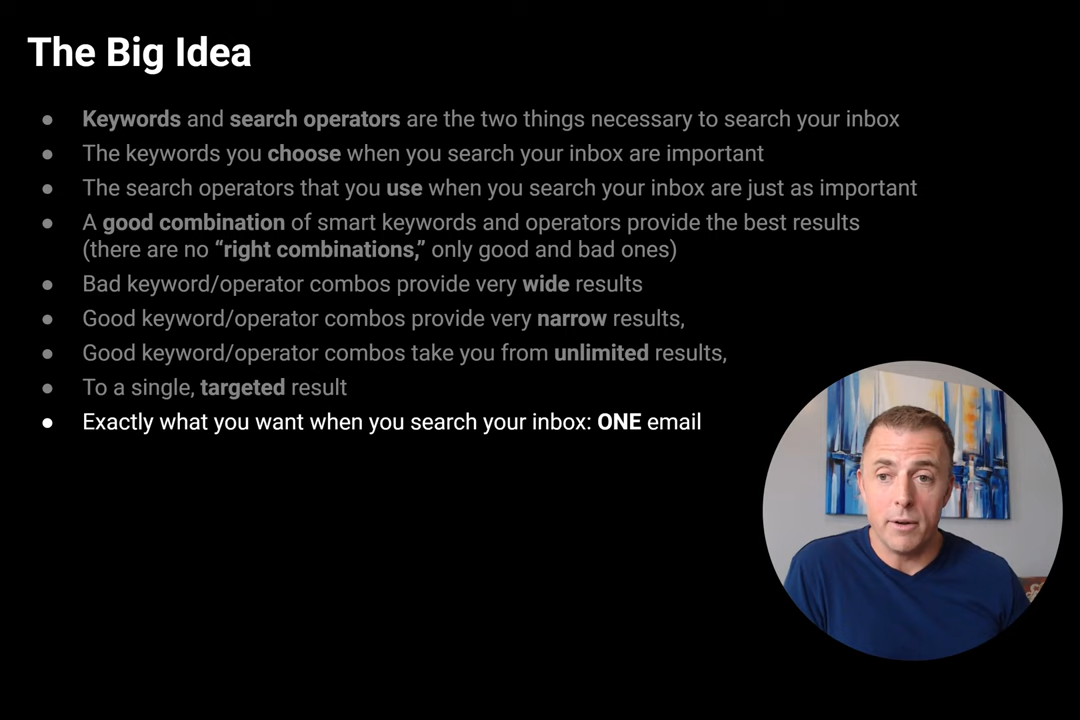 The Big Idea
● Keywords and search operators are the two things necessary to search your inbox
● The keywords you choose when you search your inbox are important
● The search operators that you use when you search your inbox are just as important
● A good combination of smart keywords and operators provide the best results
(there are no “right combinations,” only good and bad ones)
● Bad keyword/operator combos provide very wide results
● Good keyword/operator combos provide very narrow results,
● Good keyword/operator combos take you from unlimited results,
● To a single, targeted result
● Exactly what you want when you search your inbox: ONE email